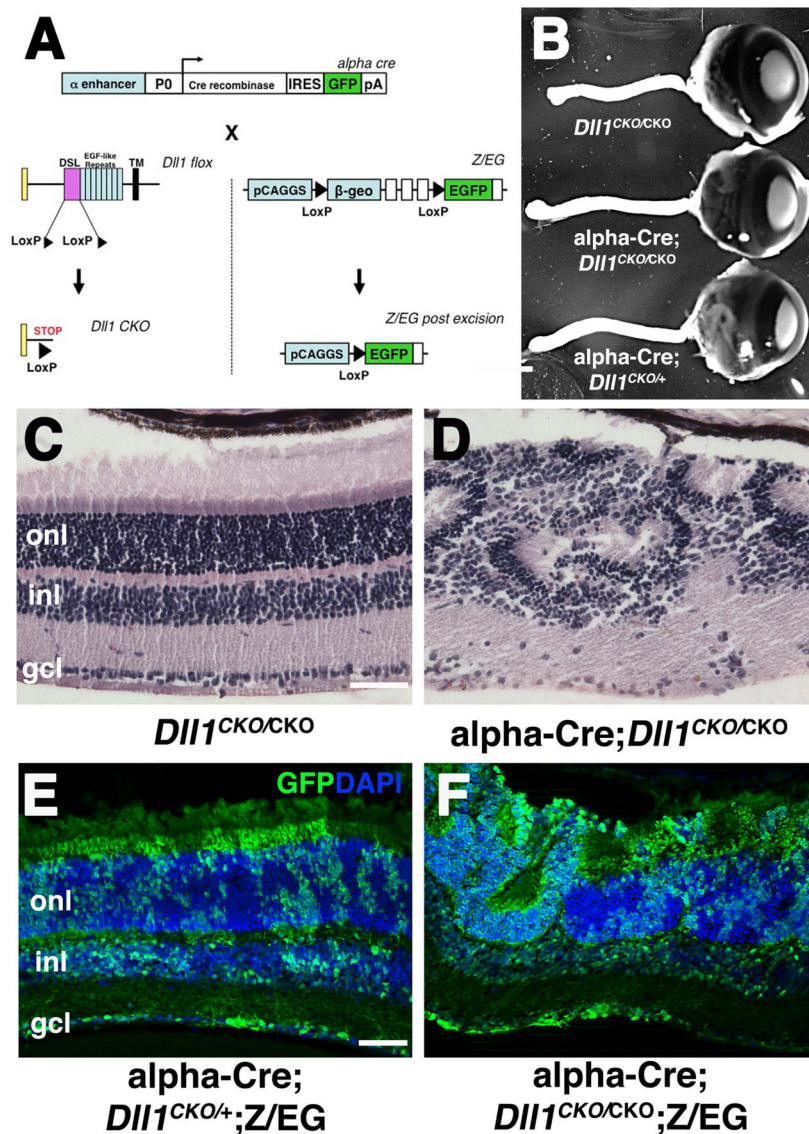 A
alpha cre
α enhancer P0 Cre recombinase IRES GFP pA
X
DSL EGF-like Repeats TM Dll1 flox
LoxP LoxP
STOP Dll1 CKO
LoxP
Z/EG
pCAGGS β-geo EGFP
LoxP LoxP
Z/EG post excision
pCAGGS EGFP
LoxP
B
Dll1CKO/CKO
alpha-Cre;
Dll1CKO/CKO
alpha-Cre;
Dll1CKO/+
C
onl
inl
gcl
Dll1CKO/CKO
D
alpha-Cre;Dll1CKO/CKO
E
GFPDAPI
onl
inl
gcl
alpha-Cre;
Dll1CKO/+;Z/EG
F
alpha-Cre;
Dll1CKO/CKO;Z/EG